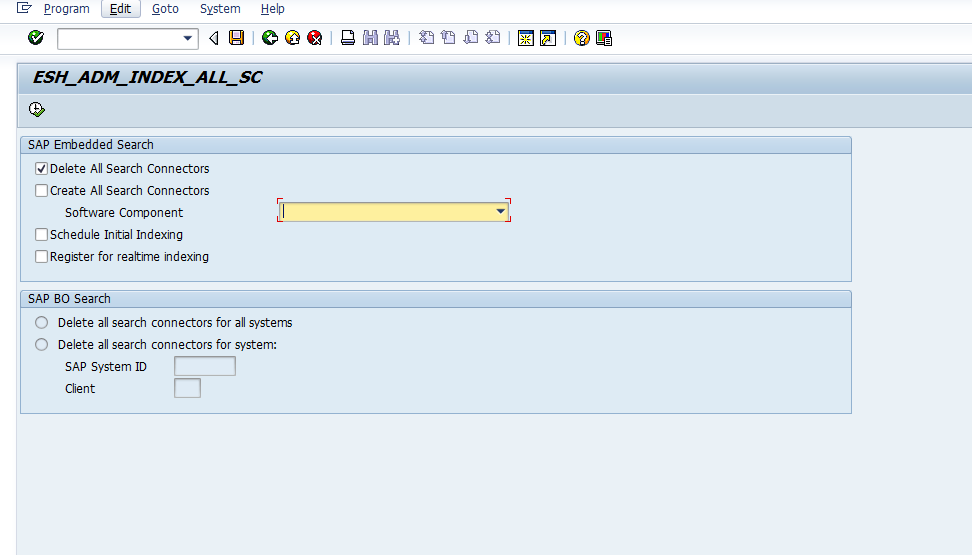 Program Edit Goto System Help
ESH_ADM_INDEX_ALL_SC
SAP Embedded Search
Delete All Search Connectors
Create All Search Connectors
Software Component
Schedule Initial Indexing
Register for realtime indexing
SAP BO Search
Delete all search connectors for all systems
Delete all search connectors for system:
SAP System ID
Client